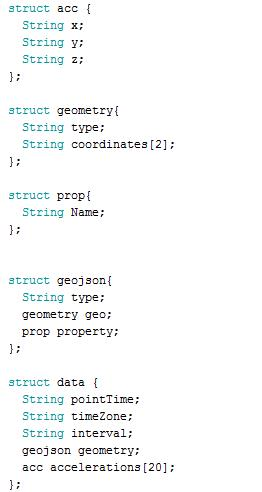 struct acc {
  String x;
  String y;
  String z;
};

struct geometry{
  String type;
  String coordinates[2];
};

struct prop{
  String Name;
};


struct geojson{
  String type;
  geometry geo;
  prop property;
};

struct data {
  String pointTime;
  String timeZone;
  String interval;
  geojson geometry;
  acc accelerations[20];
};